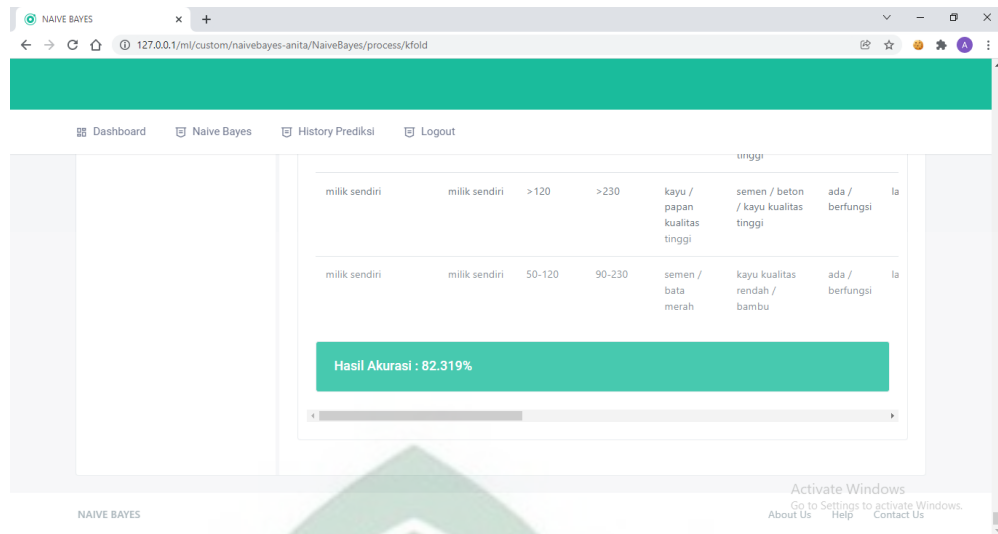 NAIVE BAYES
127.0.0.1/ml/custom/naivebayes-anita/NaiveBayes/process/kfold
A
Dashboard Naive Bayes History Prediksi Logout
tinggi
milik sendiri milik sendiri >120 >230 kayu / semen / beton ada / la
papan / kayu kualitas berfungsi
kualitas tinggi
tinggi
milik sendiri milik sendiri 50-120 90-230 semen / kayu kualitas ada / la
bata rendah / berfungsi
merah bambu
Hasil Akurasi : 82.319%
Activate Windows
Go to Settings to activate Windows.
NAIVE BAYES About Us Help Contact Us